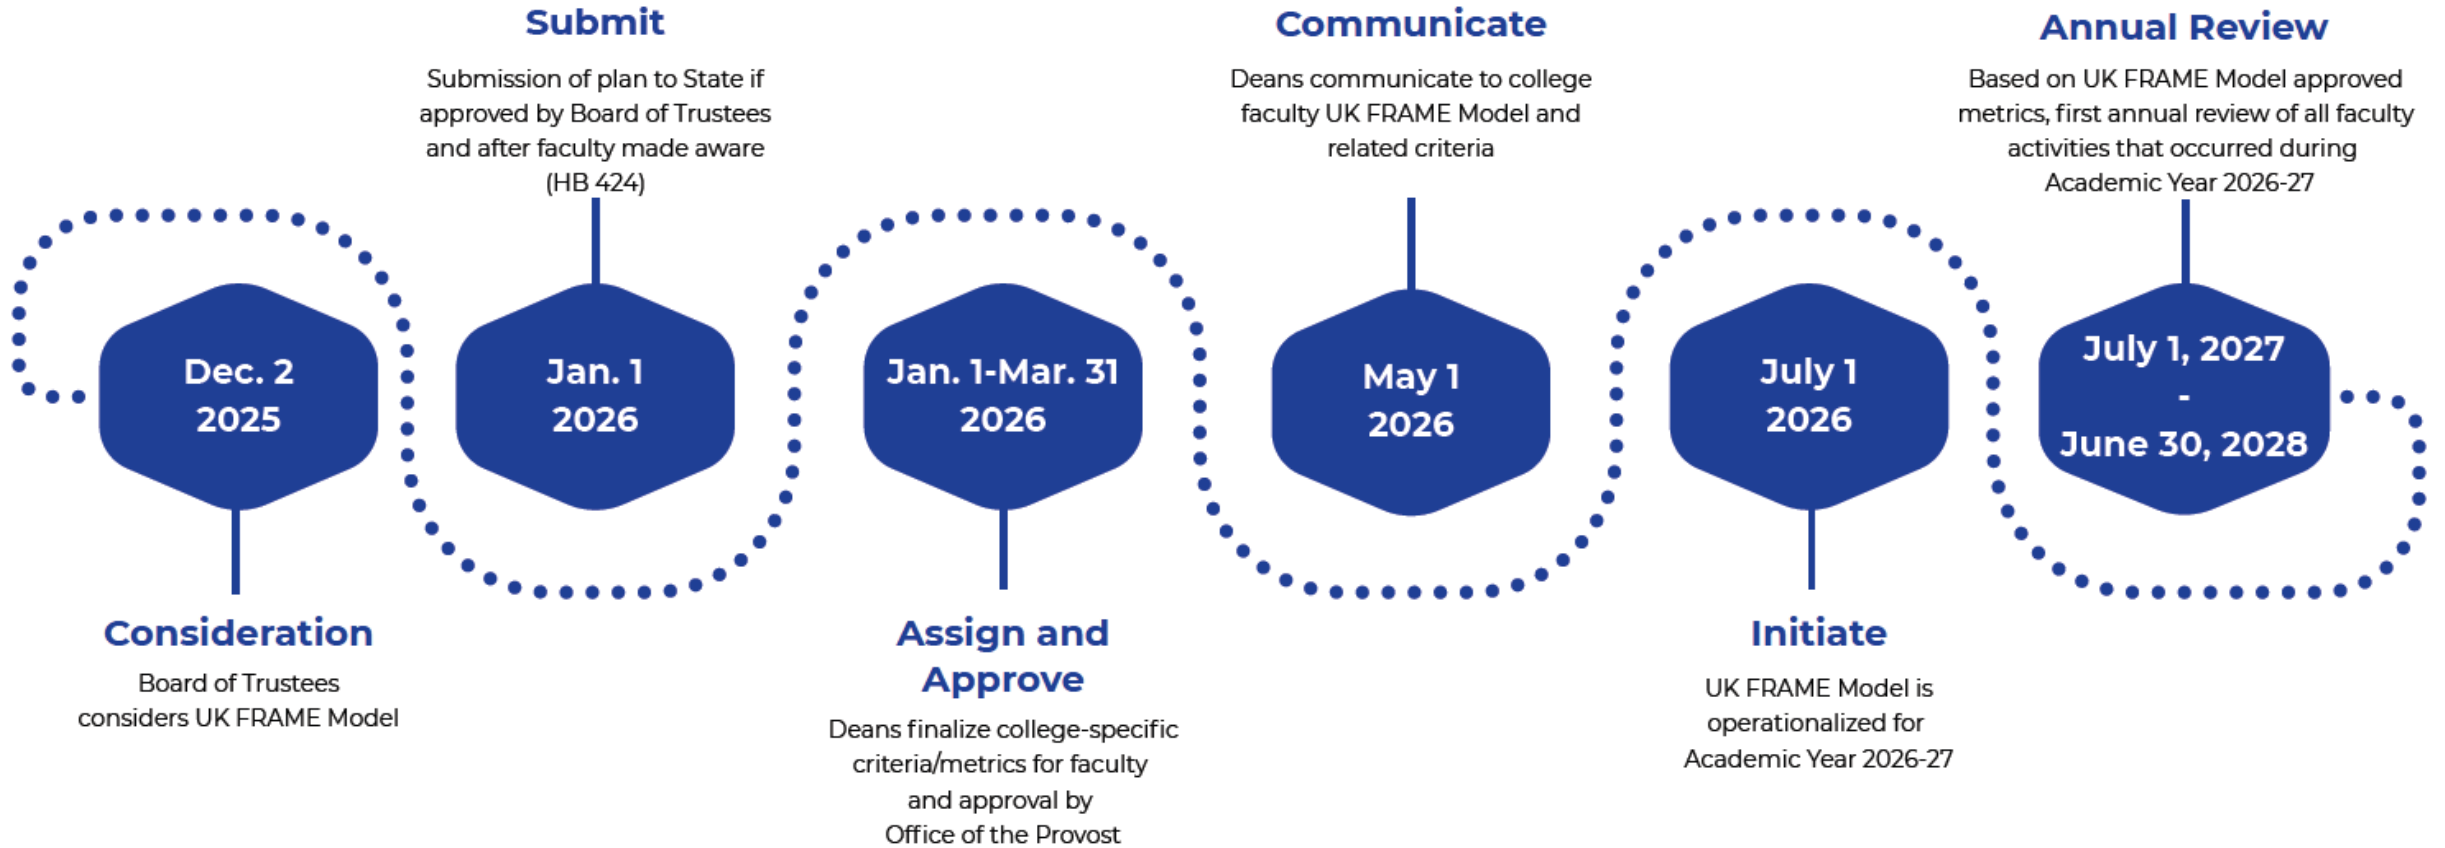 Dec. 2
2025
Consideration
Board of Trustees
considers UK FRAME Model
Submit
Submission of plan to State if
approved by Board of Trustees
and after faculty made aware
(HB 424)
Jan. 1
2026
Jan. 1-Mar. 31
2026
Assign and
Approve
Deans finalize college-specific
criteria/metrics for faculty
and approval by
Office of the Provost
Communicate
Deans communicate to college
faculty UK FRAME Model and
related criteria
May 1
2026
July 1
2026
Initiate
UK FRAME Model is
operationalized for
Academic Year 2026-27
Annual Review
Based on UK FRAME Model approved
metrics, first annual review of all faculty
activities that occurred during
Academic Year 2026-27
July 1, 2027
-
June 30, 2028